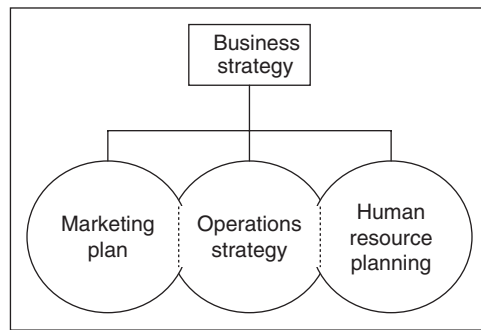 Business
strategy
Marketing
plan
Operations
strategy
Human
resource
planning